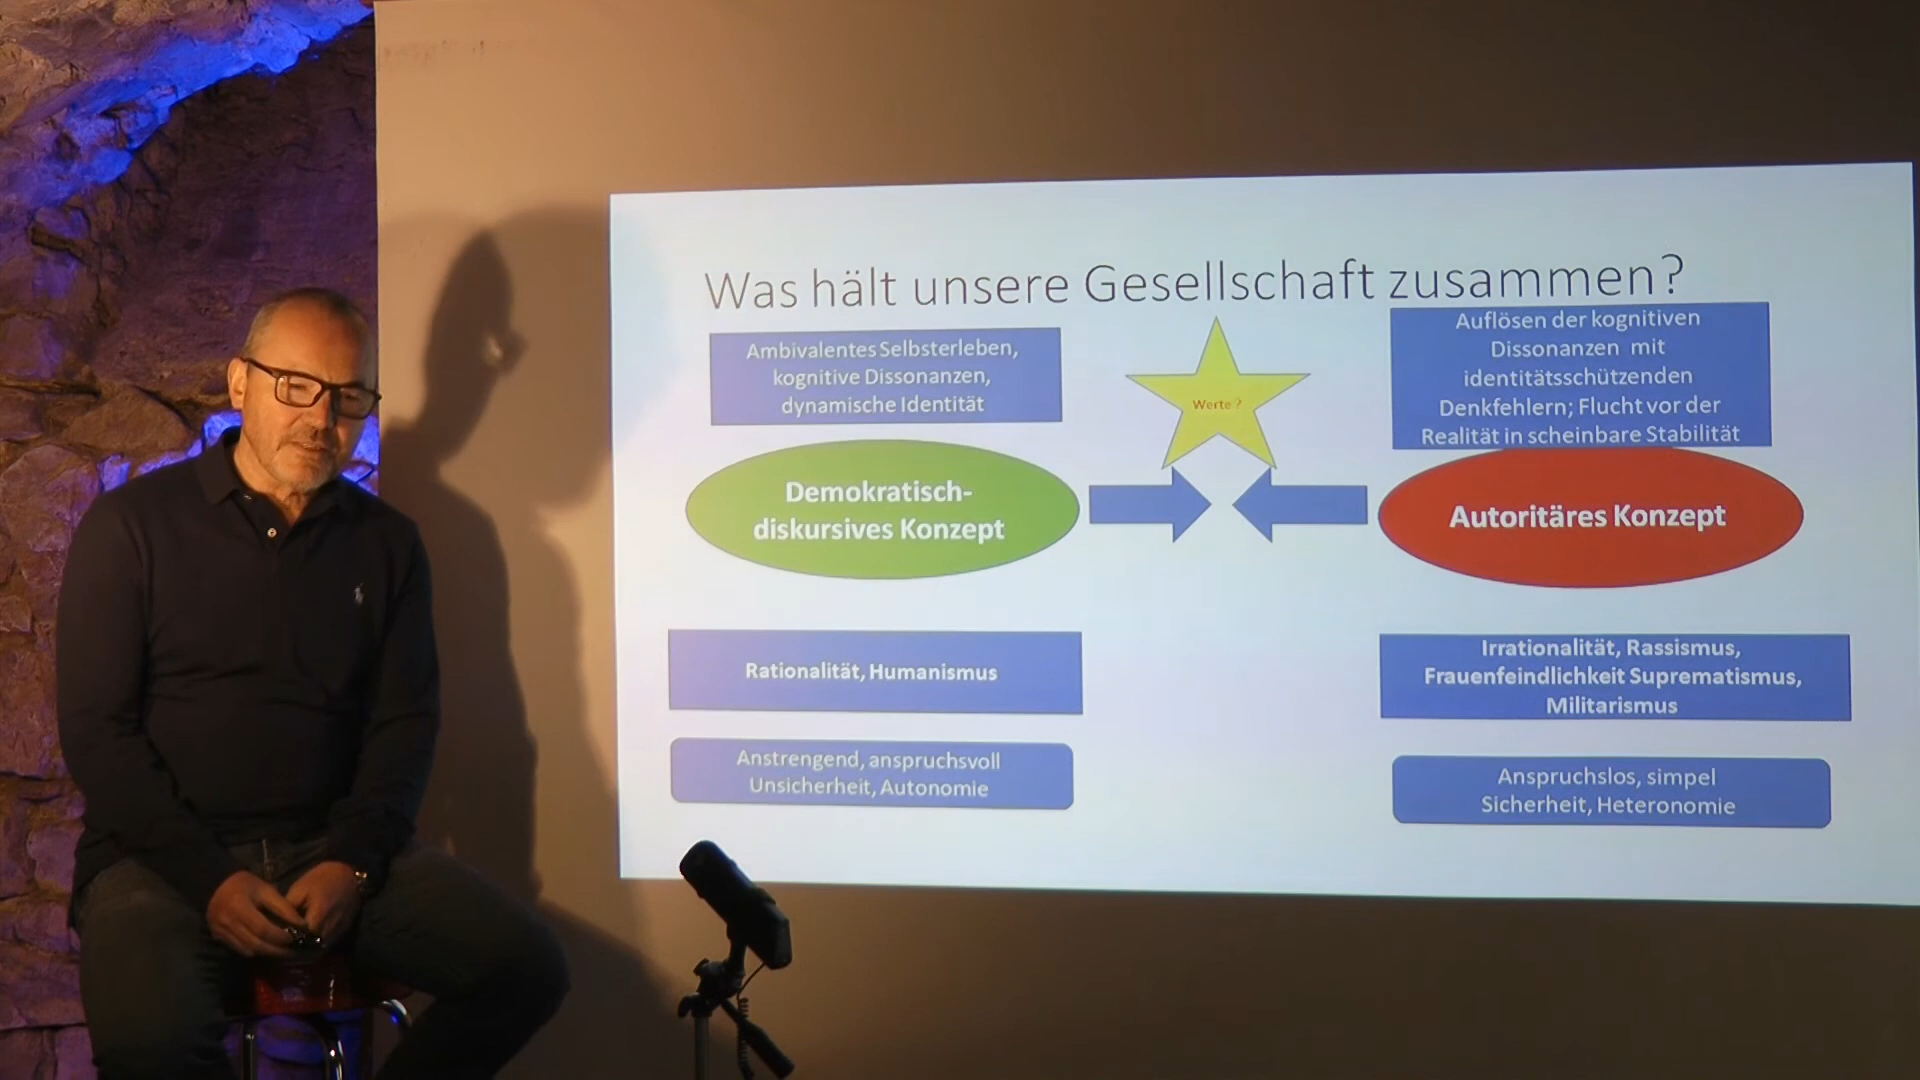 Was hält unsere Gesellschaft zusammen?
Ambivalentes Selbsterleben,
kognitive Dissonanzen,
dynamische Identität
Werte ?
Auflösen der kognitiven
Dissonanzen mit
identitätsschützenden
Denkfehlern; Flucht vor der
Realität in scheinbare Stabilität
Demokratisch-
diskursives Konzept
Autoritäres Konzept
Rationalität, Humanismus
Irrationalität, Rassismus,
Frauenfeindlichkeit Suprematismus,
Militarismus
Anstrengend, anspruchsvoll
Unsicherheit, Autonomie
Anspruchslos, simpel
Sicherheit, Heteronomie